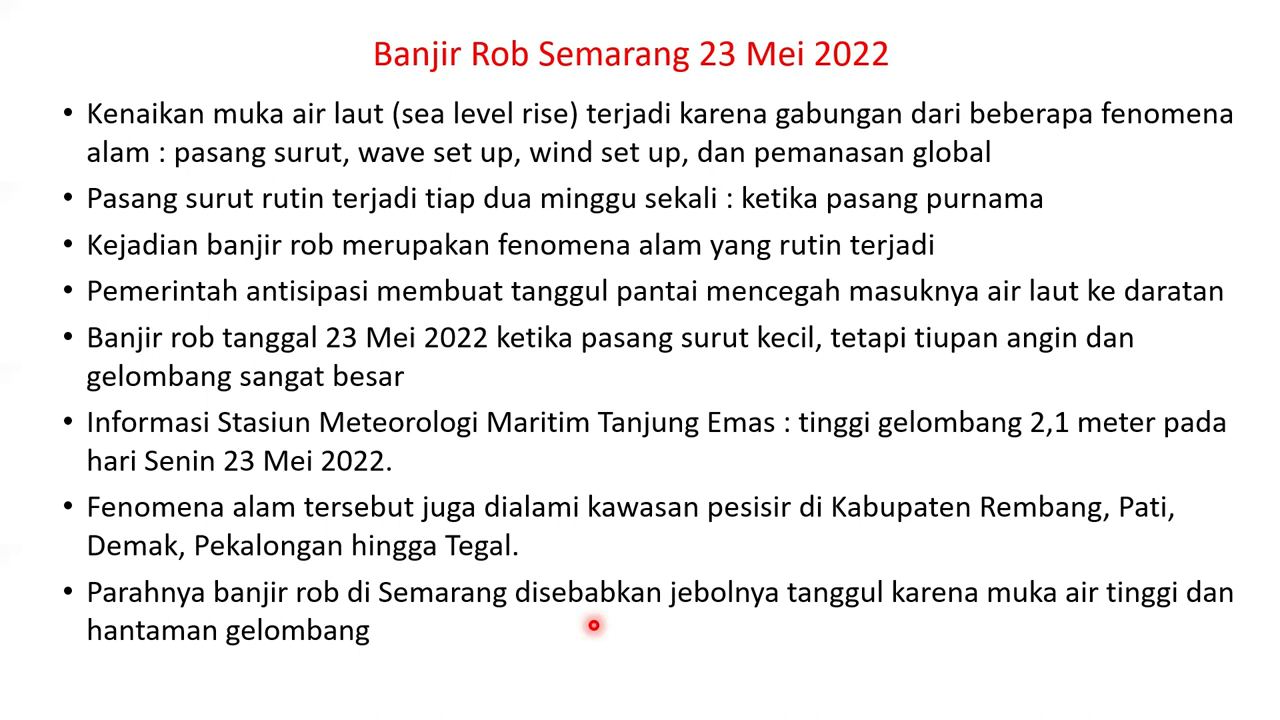 Banjir Rob Semarang 23 Mei 2022
• Kenaikan muka air laut (sea level rise) terjadi karena gabungan dari beberapa fenomena
alam : pasang surut, wave set up, wind set up, dan pemanasan global
• Pasang surut rutin terjadi tiap dua minggu sekali : ketika pasang purnama
• Kejadian banjir rob merupakan fenomena alam yang rutin terjadi
• Pemerintah antisipasi membuat tanggul pantai mencegah masuknya air laut ke daratan
• Banjir rob tanggal 23 Mei 2022 ketika pasang surut kecil, tetapi tiupan angin dan
gelombang sangat besar
• Informasi Stasiun Meteorologi Maritim Tanjung Emas : tinggi gelombang 2,1 meter pada
hari Senin 23 Mei 2022.
• Fenomena alam tersebut juga dialami kawasan pesisir di Kabupaten Rembang, Pati,
Demak, Pekalongan hingga Tegal.
• Parahnya banjir rob di Semarang disebabkan jebolnya tanggul karena muka air tinggi dan
hantaman gelombang